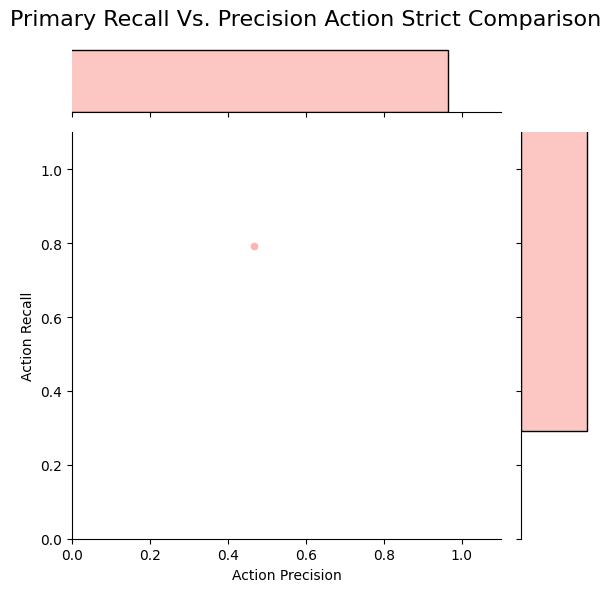 Primary Recall Vs. Precision Action Strict Comparison
1.0
0.8
0.6
0.4
0.2
0.0
Action Recall
0.0 0.2 0.4 0.6 0.8 1.0
Action Precision